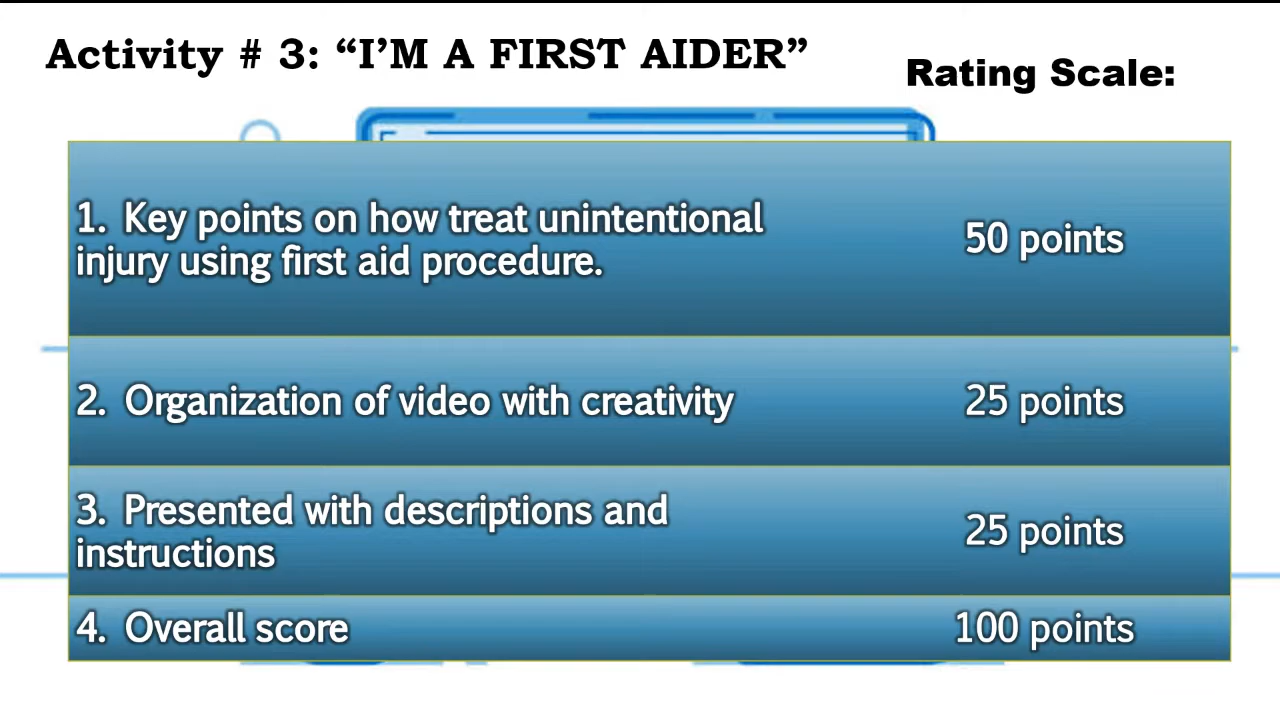 Activity # 3: “I’M A FIRST AIDER”
Rating Scale:
1. Key points on how treat unintentional
injury using first aid procedure.
50 points
2. Organization of video with creativity
25 points
3. Presented with descriptions and
instructions
25 points
4. Overall score
100 points